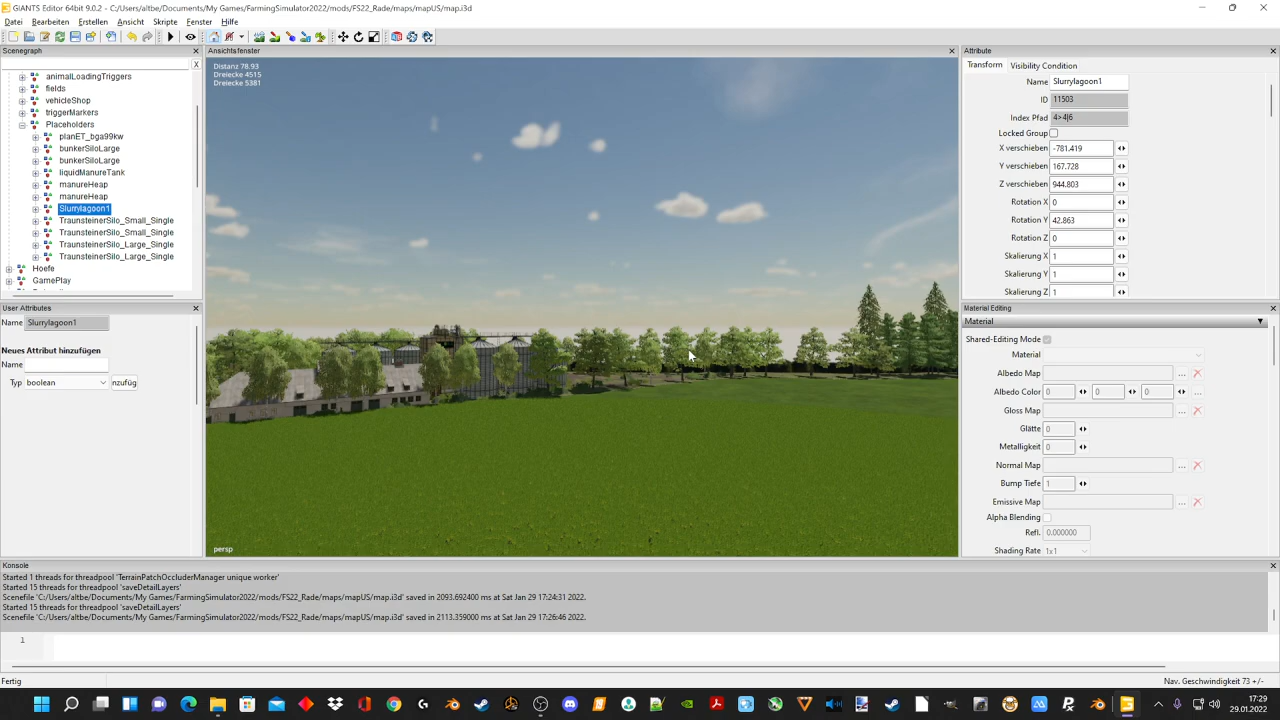 GIANTS Editor 64bit 9.0.2 - C:/Users/altbe/Documents/My Games/FarmingSimulator2022/mods/FS22_Rade/maps/mapUS/map.i3d
Datei Bearbeiten Erstellen Ansicht Skripte Fenster Hilfe
Scenegraph
X
animalLoadingTriggers
fields
vehicleShop
triggerMarkers
Placeholders
planET_bga99kw
bunkerSiloLarge
bunkerSiloLarge
liquidManureTank
manureHeap
manureHeap
Slurrylagoon1
TraunsteinerSilo_Small_Single
TraunsteinerSilo_Small_Single
TraunsteinerSilo_Large_Single
TraunsteinerSilo_Large_Single
Hoefe
GamePlay
User Attributes
Name Slurrylagoon1
Neues Attribut hinzufügen
Name
Typ boolean nzufüg
Ansichtsfenster
Distanz 78.93
Dreiecke 4515
Dreiecke 5381
persp
Attribute
Transform Visibility Condition
Name Slurrylagoon1
ID 11503
Index Pfad 4>4|6
Locked Group
X verschieben -781.419
Y verschieben 167.728
Z verschieben 944.803
Rotation X 0
Rotation Y 42.863
Rotation Z 0
Skalierung X 1
Skalierung Y 1
Skalierung Z 1
Material Editing
Material
Shared-Editing Mode
Material
Albedo Map ...
Albedo Color 0 0 0 ...
Gloss Map ...
Glätte 0
Metalligkeit 0
Normal Map ...
Bump Tiefe 1
Emissive Map ...
Alpha Blending
Refl. 0.000000
Shading Rate 1x1
Konsole
Started 1 threads for threadpool 'TerrainPatchOccluderManager unique worker'
Started 15 threads for threadpool 'saveDetailLayers'
Scenefile 'C:/Users/altbe/Documents/My Games/FarmingSimulator2022/mods/FS22_Rade/maps/mapUS/map.i3d' saved in 2093.692400 ms at Sat Jan 29 17:24:31 2022.
Started 15 threads for threadpool 'saveDetailLayers'
Scenefile 'C:/Users/altbe/Documents/My Games/FarmingSimulator2022/mods/FS22_Rade/maps/mapUS/map.i3d' saved in 2113.359000 ms at Sat Jan 29 17:26:46 2022.
1
Fertig
Nav. Geschwindigkeit 73 +/-
17:29
29.01.2022